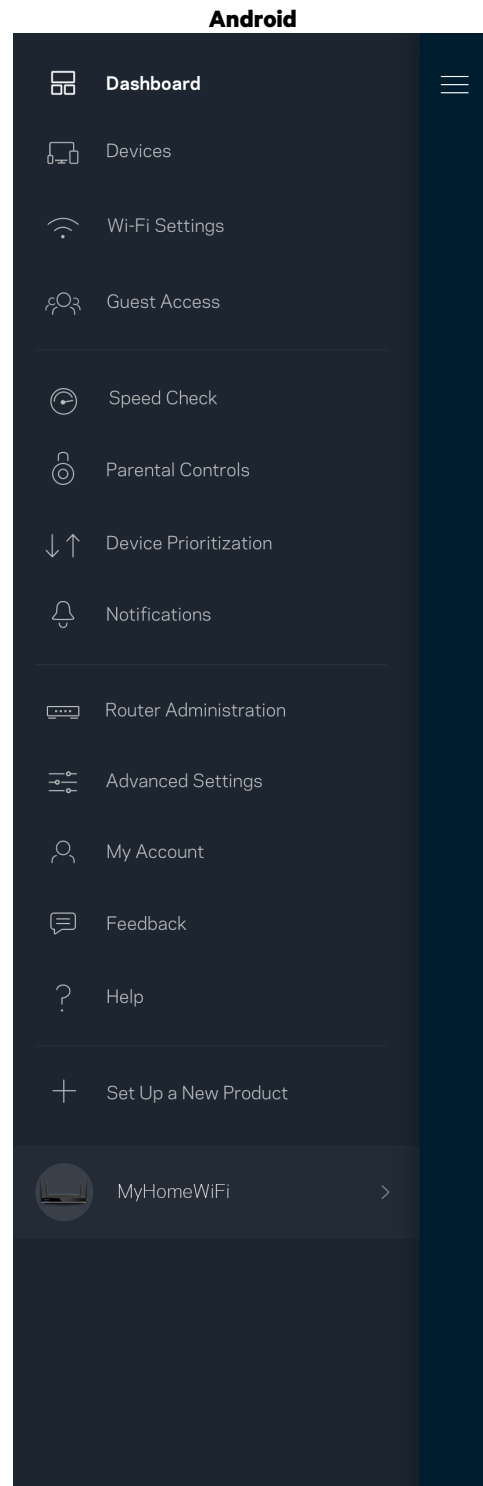 Android
Dashboard
Devices
Wi-Fi Settings
Guest Access
Speed Check
Parental Controls
Device Prioritization
Notifications
Router Administration
Advanced Settings
My Account
Feedback
Help
Set Up a New Product
MyHomeWiFi